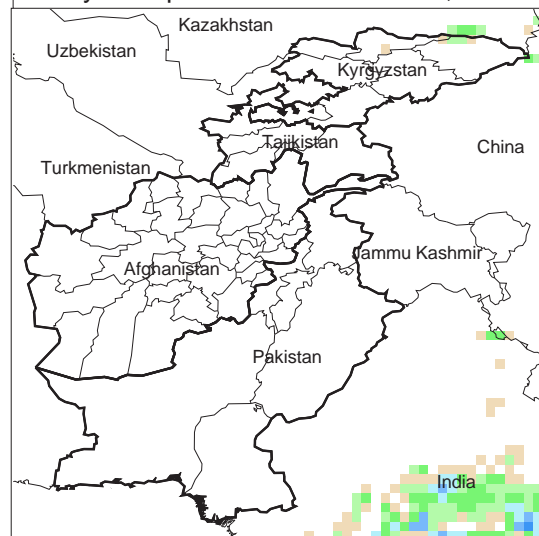 Kazakhstan
Uzbekistan
Kyrgyzstan
Tajikistan
China
Turkmenistan
Jammu Kashmir
Afghanistan
Pakistan
India